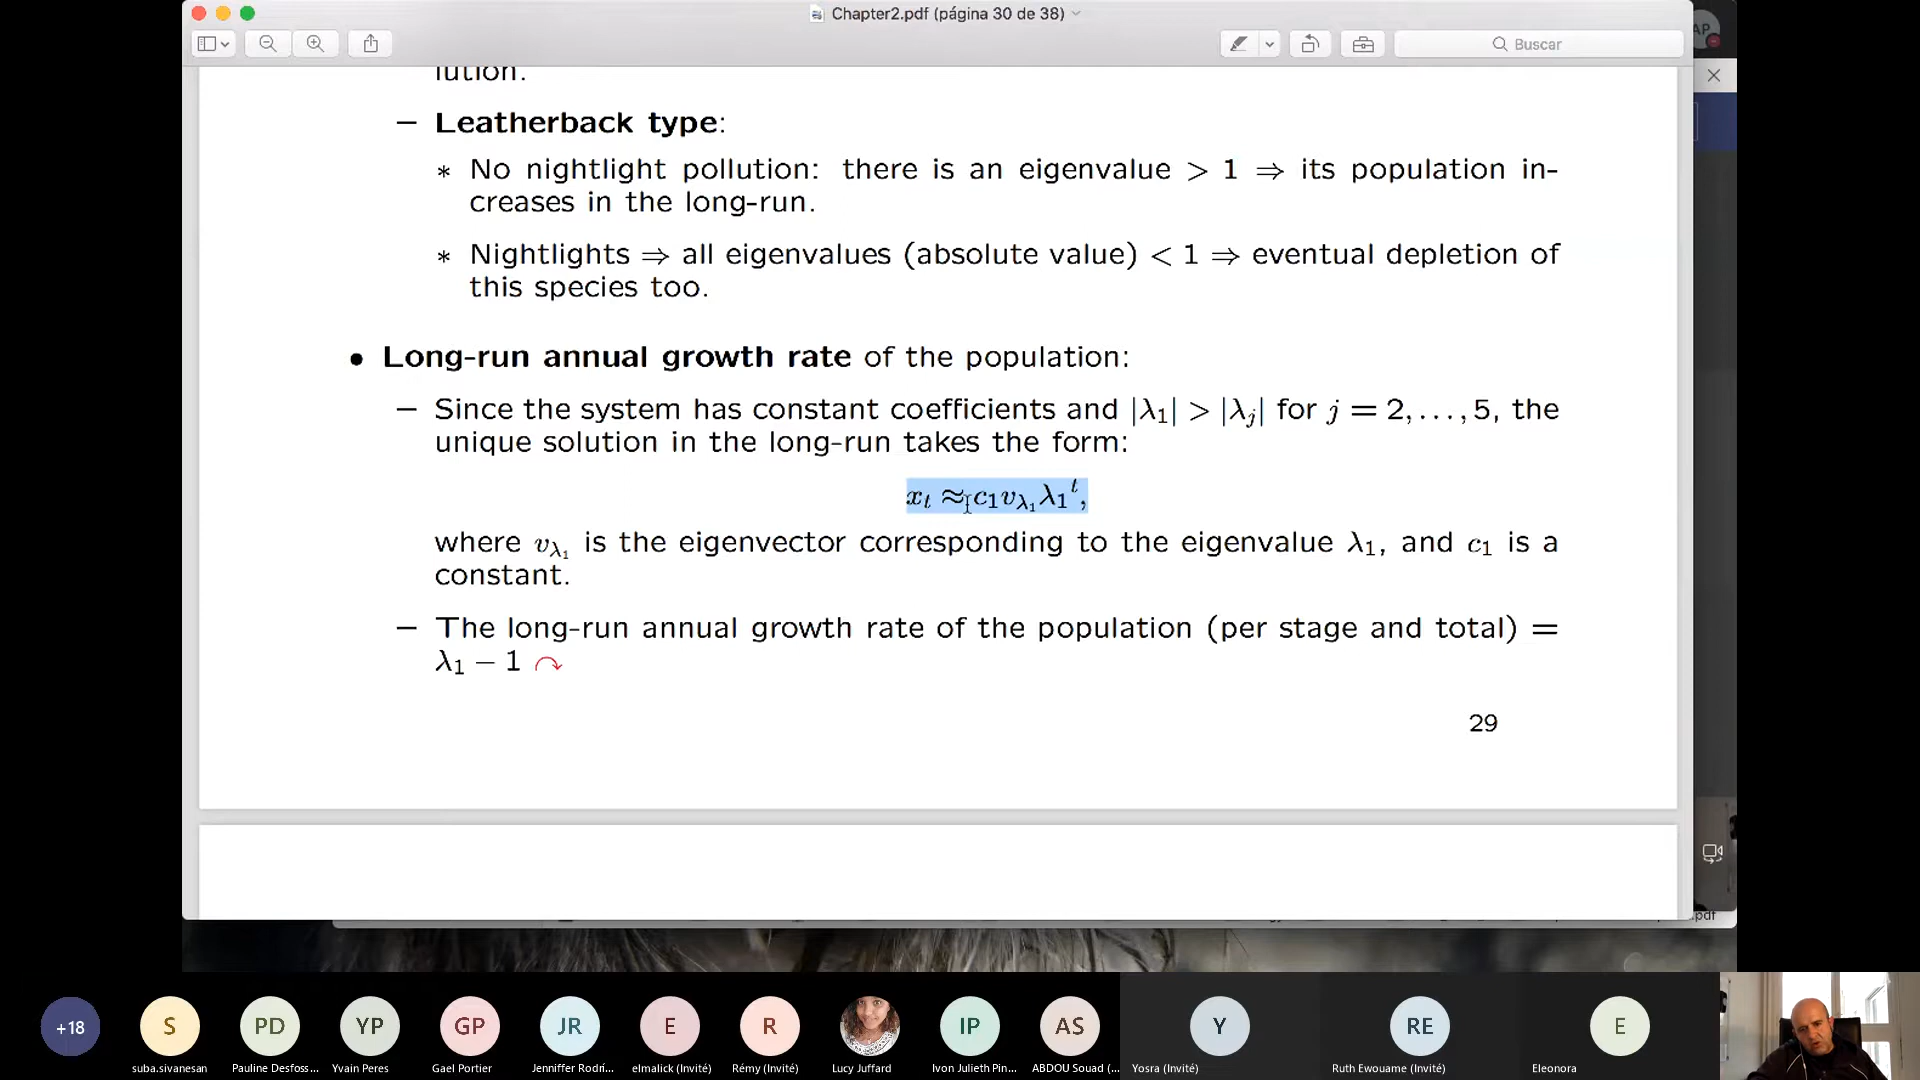 Chapter2.pdf (página 30 de 38)
Buscar
AP
lution.
– Leatherback type:
∗ No nightlight pollution: there is an eigenvalue > 1 ⇒ its population in-
creases in the long-run.
∗ Nightlights ⇒ all eigenvalues (absolute value) < 1 ⇒ eventual depletion of
this species too.
• Long-run annual growth rate of the population:
– Since the system has constant coefficients and |λ1| > |λj| for j = 2, . . . , 5, the
unique solution in the long-run takes the form:
xt ≈ c1vλ1λ1^t,
where vλ1 is the eigenvector corresponding to the eigenvalue λ1, and c1 is a
constant.
– The long-run annual growth rate of the population (per stage and total) =
λ1 − 1
29
.pdf
+18
S
PD
YP
GP
JR
E
R
IP
AS
Y
RE
E
suba.sivanesan
Pauline Desfoss...
Yvain Peres
Gael Portier
Jenniffer Rodrí...
elmalick (Invité)
Rémy (Invité)
Lucy Juffard
Ivon Julieth Pin...
ABDOU Souad (...
Yosra (Invité)
Ruth Ewouame (Invité)
Eleonora